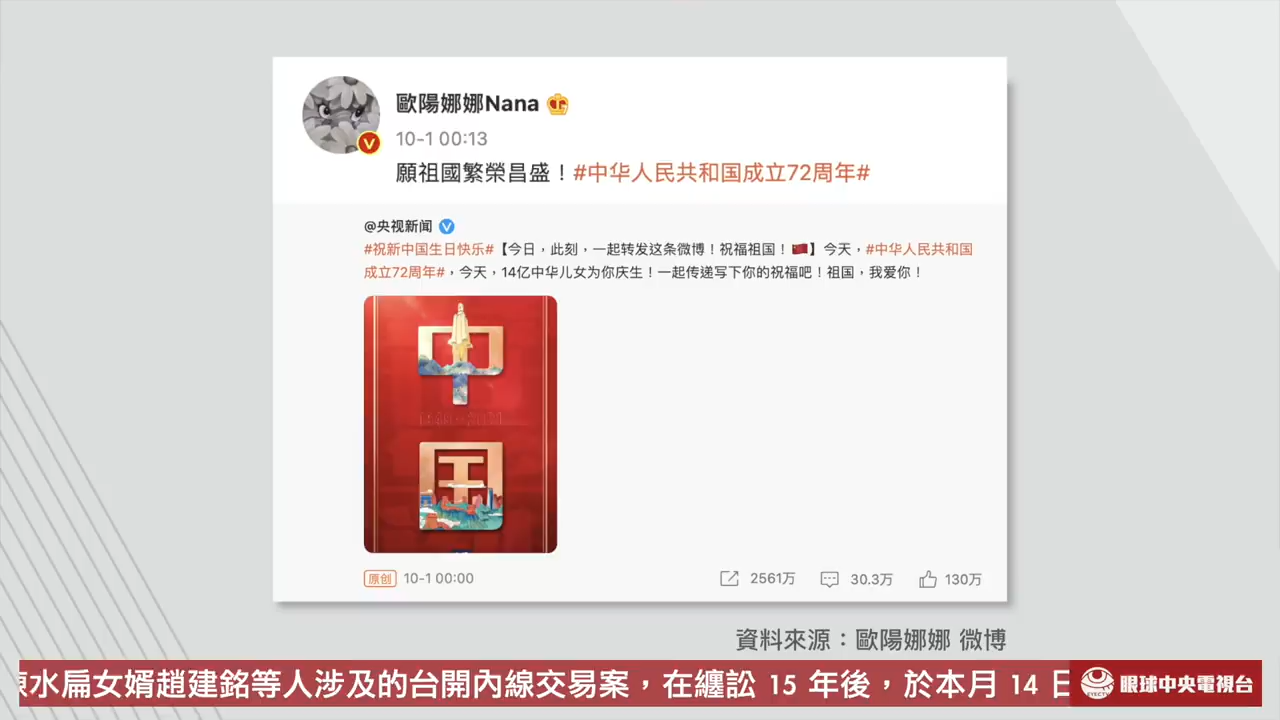 歐陽娜娜Nana
10-1 00:13
願祖國繁榮昌盛！#中华人民共和国成立72周年#
@央视新闻
#祝新中国生日快乐#【今日，此刻，一起转发这条微博！祝福祖国！🇨🇳】今天，#中华人民共和国
成立72周年#，今天，14亿中华儿女为你庆生！一起传递写下你的祝福吧！祖国，我爱你！
中
国
原创 10-1 00:00
2561万 30.3万 130万
資料來源：歐陽娜娜 微博
水扁女婿趙建銘等人涉及的台開內線交易案，在纏訟 15 年後，於本月 14 日
眼球中央電視台